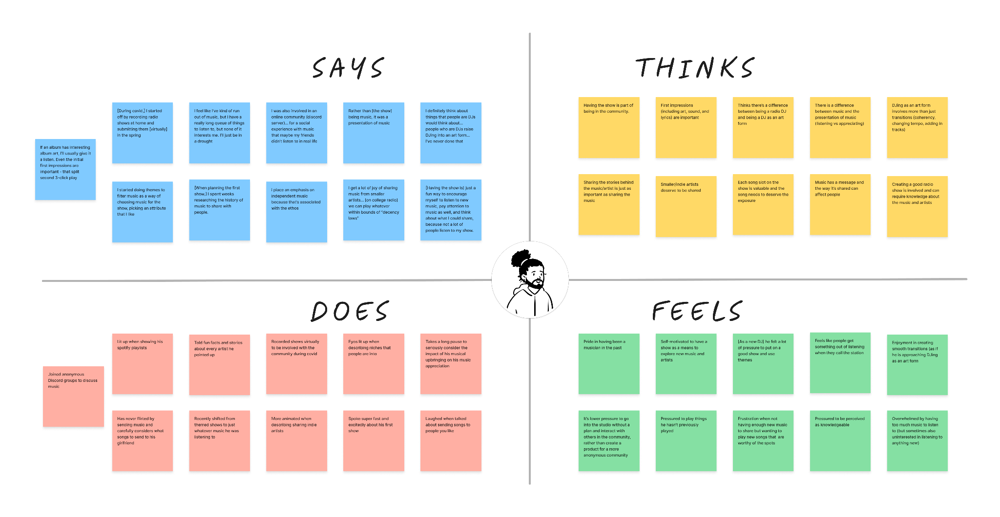 SAYS
[During covid,] I started
off by recording radio
shows at home and
submitting them [virtually]
in the spring
I feel like I've kind of run
out of music, but I have a
really long queue of things
to listen to, but none of it
interests me. I'll just be in
a drought
I was also involved in an
online community (discord
server)... for a social
experience with music
that maybe my friends
didn't listen to in real life
Rather than [the show]
being music, it was a
presentation of music
I definitely think about
things that people are DJs
would think about...
people who are DJs raise
DJing into an art form...
I've never done that
If an album has interesting
album art, I'll usually give it
a listen. Even the initial
first impressions are
important - that split
second 3-click play
I started doing themes to
filter music as a way of
choosing music for the
show, picking an attribute
that I like
[When planning the first
show,] I spent weeks
researching the history of
music to share with
people.
i place an emphasis on
independent music
because that's associated
with the ethos
I get a lot of joy of sharing
music from smaller
artists... [on college radio]
we can play whatever
within bounds of "decency
laws"
[Having the show is] just a
fun way to encourage
myself to listen to new
music, pay attention to
music as well, and think
about what I could share,
because not a lot of
people listen to my show.
THINKS
Having the show is part of
being in the community.
First impressions
(including art, sound, and
lyrics) are important
Thinks there's a difference
between being a radio DJ
and being a DJ as an art
form
There is a difference
between music and the
presentation of music
(listening vs appreciating)
DJing as an art form
involves more than just
transitions (coherency,
changing tempo, adding in
tracks)
Sharing the stories behind
the music/artist is just as
important as sharing the
music
Smaller/indie artists
deserve to be shared
Each song slot on the
show is valuable and the
song needs to deserve the
exposure
Music has a message and
the way it's shared can
affect people
Creating a good radio
show is involved and can
require knowledge about
the music and artists
DOES
Lit up when showing his
spotify playlists
Told fun facts and stories
about every artist he
pointed up
Recorded shows virtually
to be involved with the
community during covid
Eyes lit up when
describing niches that
people are into
Takes a long pause to
seriously consider the
impact of his musical
upbringing on his music
appreciation
Joined anonymous
Discord groups to discuss
music
Has never flirted by
sending music and
carefully considers what
songs to send to his
girlfriend
Recently shifted from
themed shows to just
whatever music he was
listening to
More animated when
describing sharing indie
artists
Spoke super fast and
excitedly about his first
show
Laughed when talked
about sending songs to
people you like
FEELS
Pride in having been a
musician in the past
Self-motivated to have a
show as a means to
explore new music and
artists
[As a new DJ] he felt a lot
of pressure to put on a
good show and use
themes
Feels like people get
something out of listening
when they call the station
Enjoyment in creating
smooth transitions (as if
he is approaching DJing
as an art form
It's lower pressure to go
into the studio without a
plan and interact with
others in the community,
rather than create a
product for a more
anonymous community
Pressured to play things
he hasn't previously
played
Frustration when not
having enough new music
to share but wanting to
play new songs that are
worthy of the spots
Pressured to be perceived
as knowledgeable
Overwhelmed by having
too much music to listen
to (but sometimes also
uninterested in listening to
anything new)